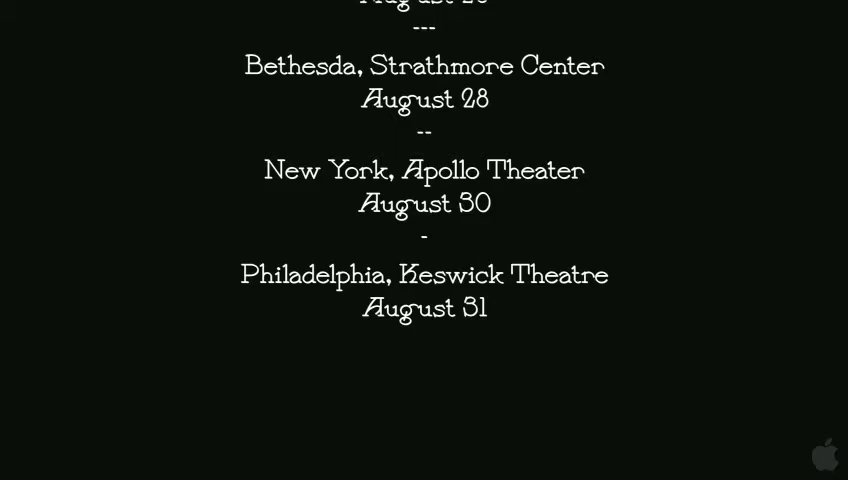 ---
Bethesda, Strathmore Center
August 28
--
New York, Apollo Theater
August 30
-
Philadelphia, Keswick Theatre
August 31